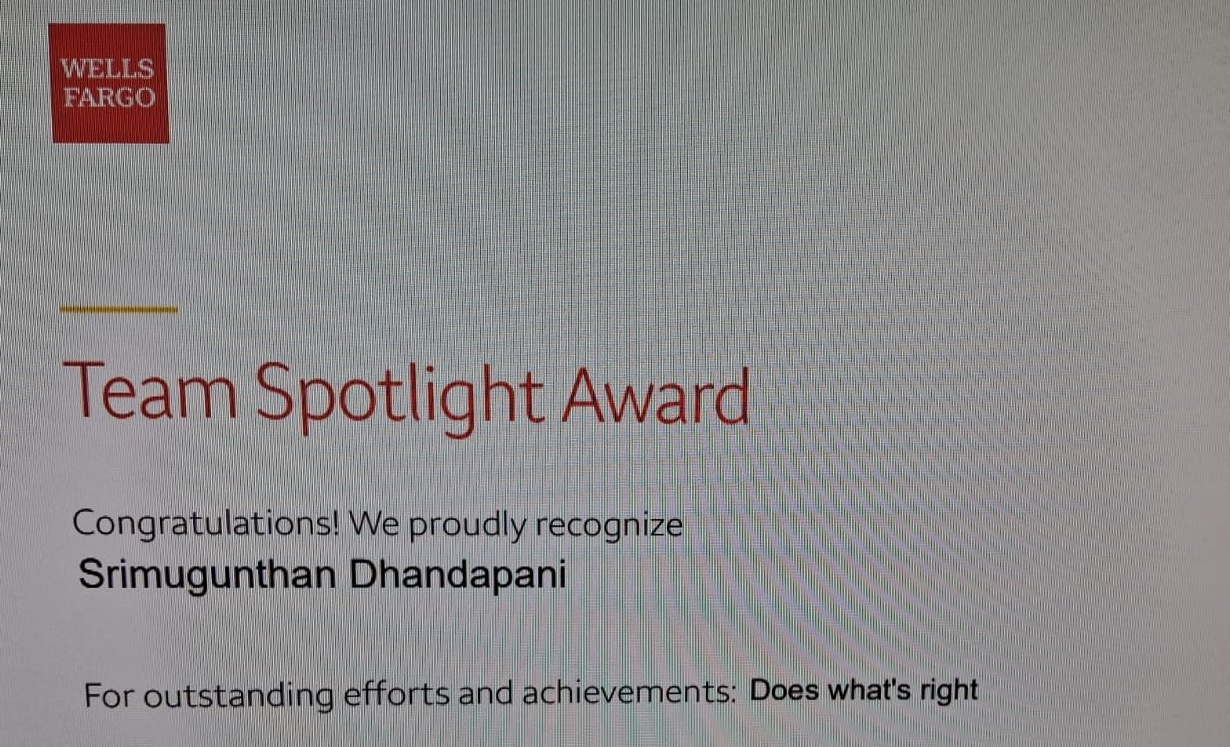 WELLS
FARGO
Team Spotlight Award
Congratulations! We proudly recognize
Srimugunthan Dhandapani
For outstanding efforts and achievements: Does what's right